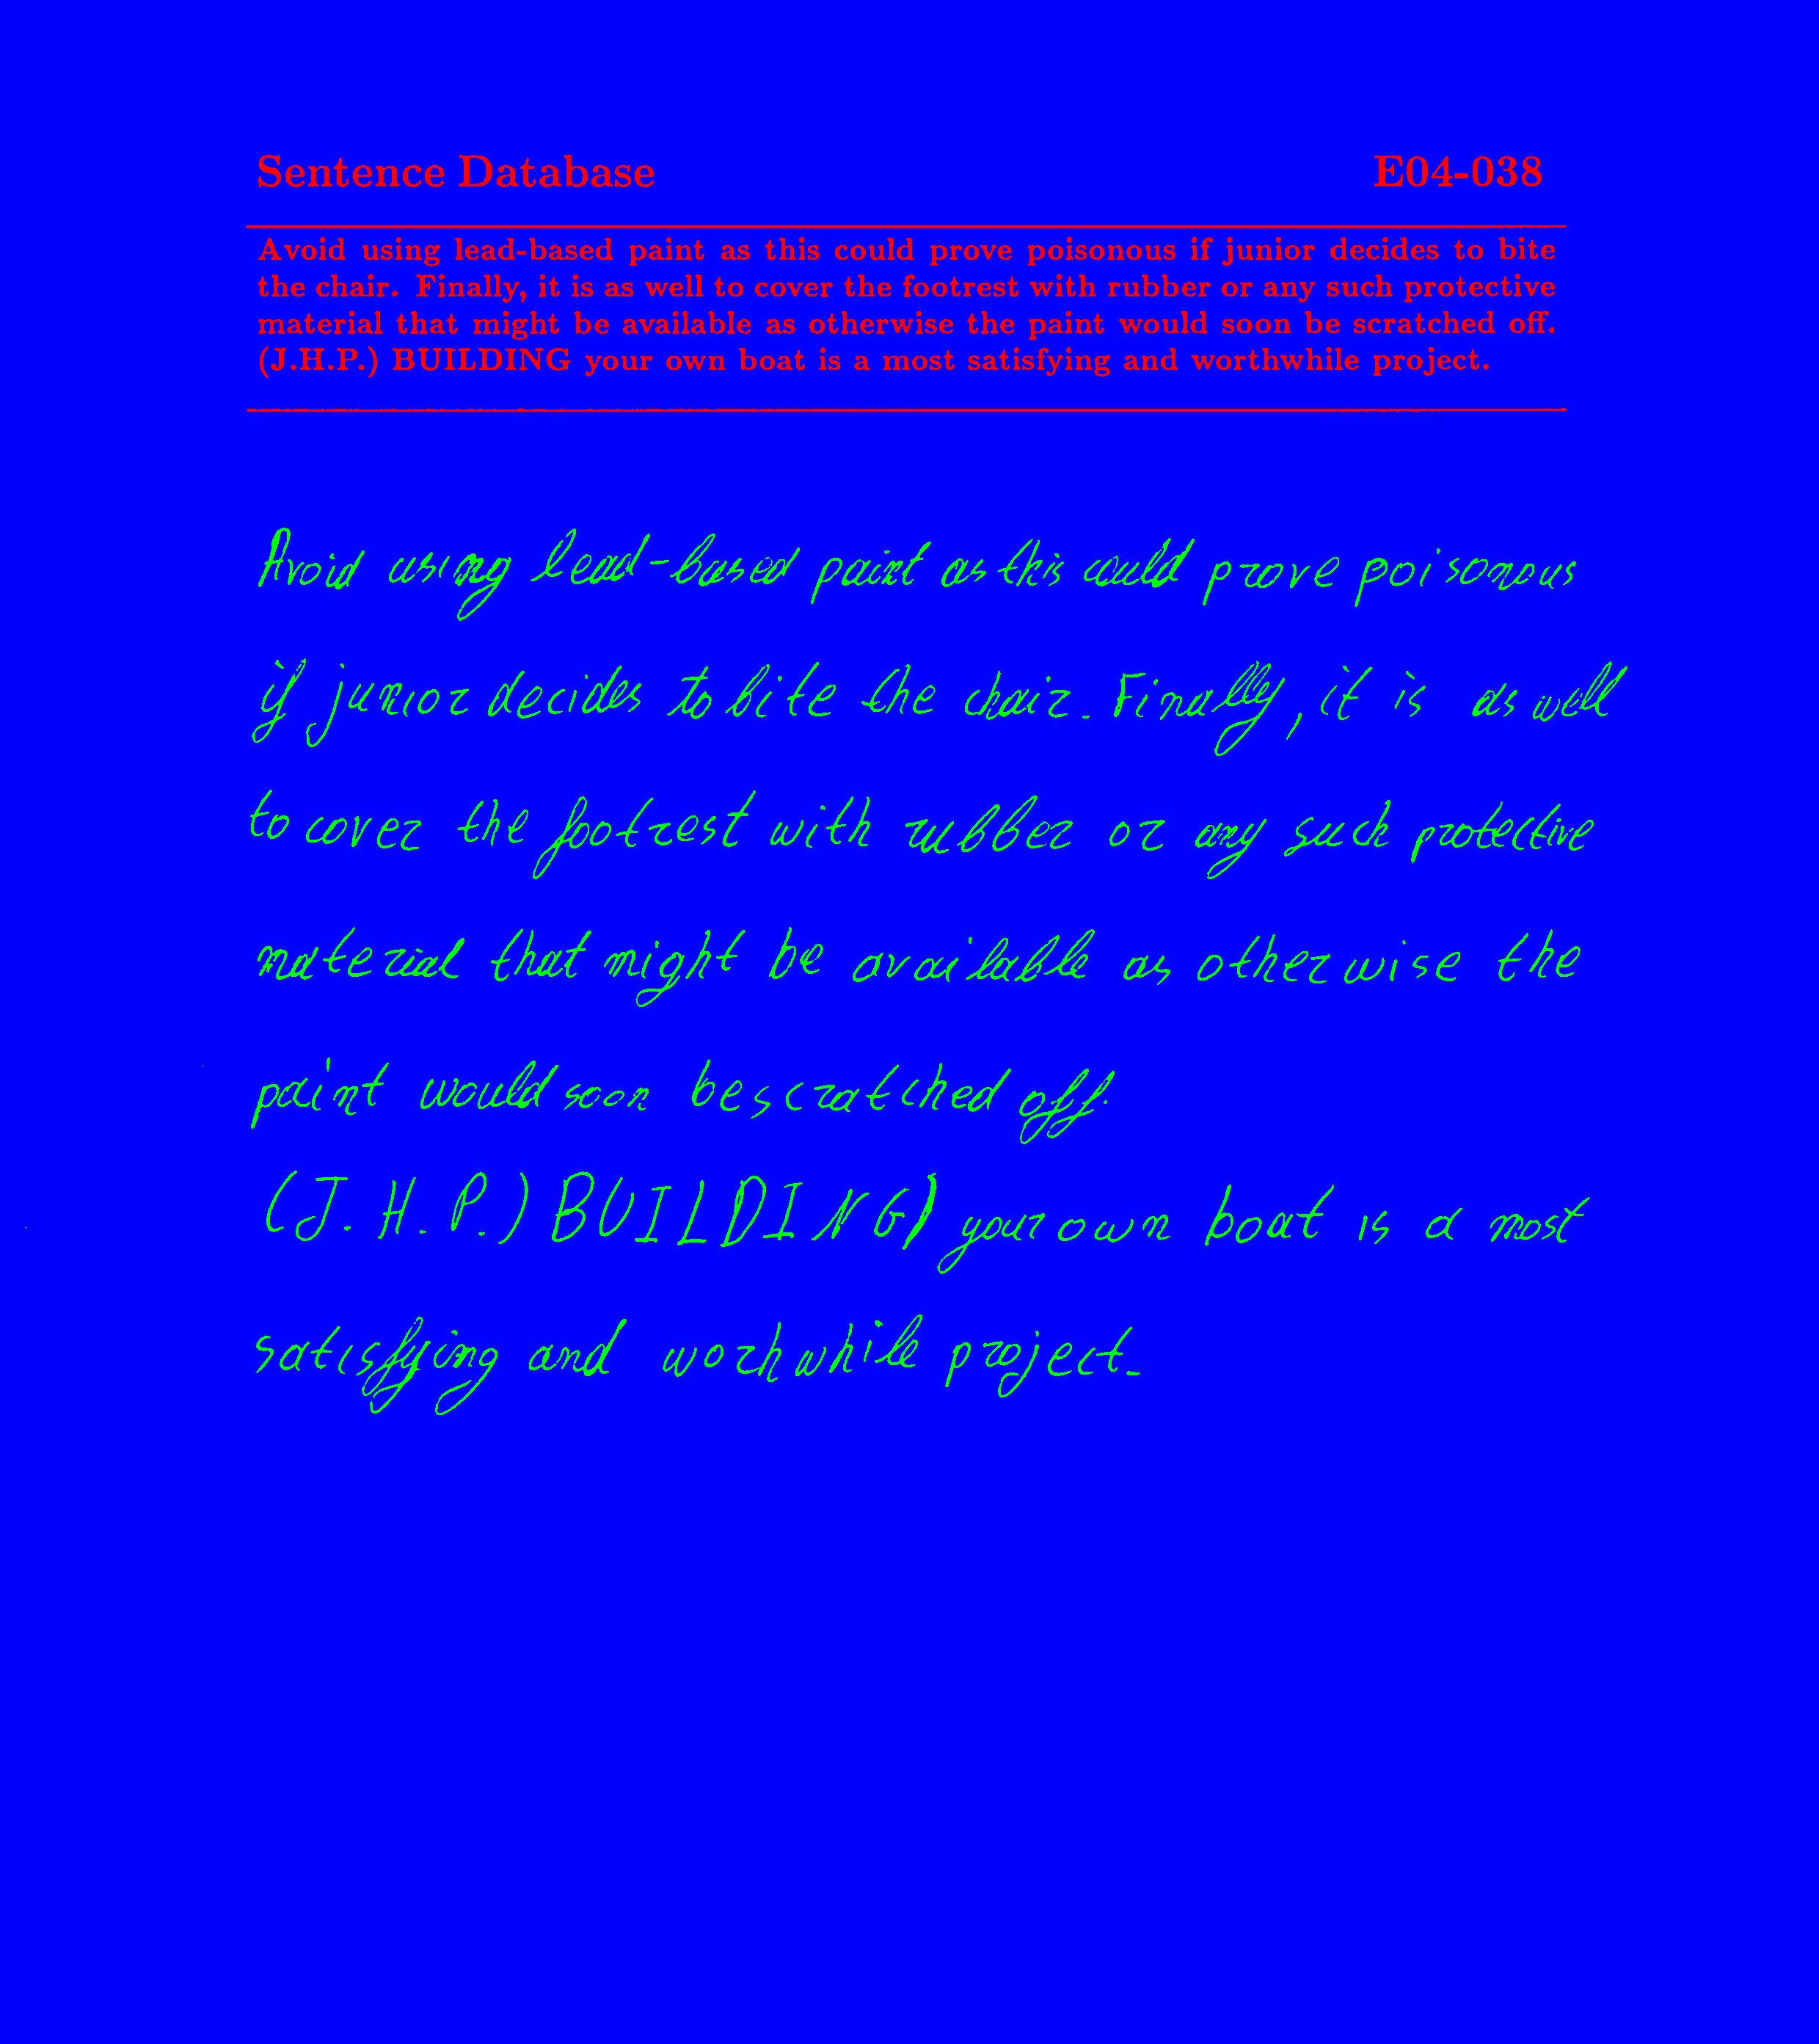 Sentence Database E04-038
Avoid using lead-based paint as this could prove poisonous if junior decides to bite
the chair. Finally, it is as well to cover the footrest with rubber or any such protective
material that might be available as otherwise the paint would soon be scratched off.
(J.H.P.) BUILDING your own boat is a most satisfying and worthwhile project.
Avoid using lead-based paint as this could prove poisonous
if junior decides to bite the chair. Finally, it is as well
to cover the footrest with rubber or any such protective
material that might be available as otherwise the
paint would soon be scratched off.
(J.H.P.) BUILDING) your own boat is a most
satisfying and worhwhile project.